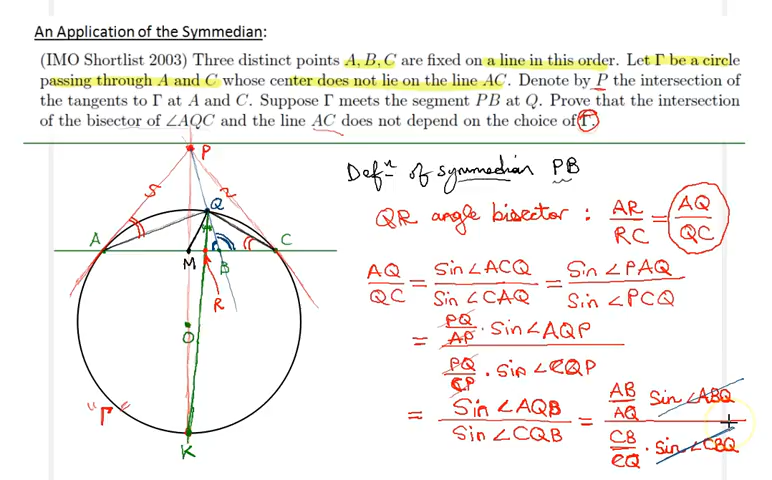 An Application of the Symmedian:
(IMO Shortlist 2003) Three distinct points A, B, C are fixed on a line in this order. Let Γ be a circle
passing through A and C whose center does not lie on the line AC. Denote by P the intersection of
the tangents to Γ at A and C. Suppose Γ meets the segment PB at Q. Prove that the intersection
of the bisector of ∠AQC and the line AC does not depend on the choice of Γ.
P
Q
A
M
B
C
R
O
"Γ"
K
Defⁿ of symmedian PB
QR angle bisector : AR/RC = AQ/QC
AQ/QC = Sin∠ACQ / Sin∠CAQ = Sin∠PAQ / Sin∠PCQ
= PQ/AP · Sin∠AQP / PQ/CP · Sin∠CQP
= Sin∠AQB / Sin∠CQB = AB/AQ Sin∠ABQ / CB/CQ · Sin∠CBQ